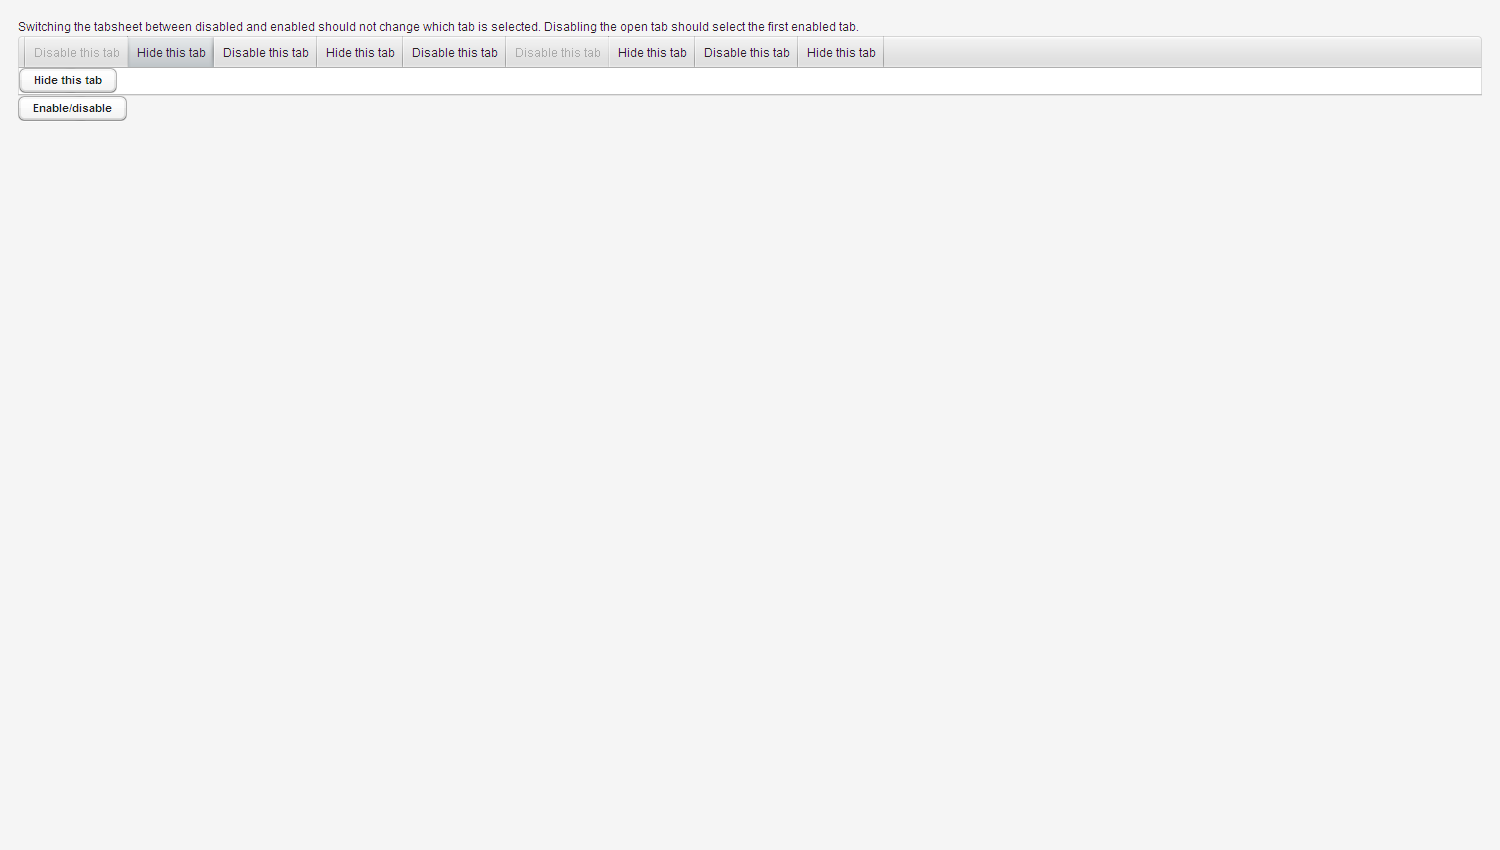 Switching the tabsheet between disabled and enabled should not change which tab is selected. Disabling the open tab should select the first enabled tab.
Disable this tab Hide this tab Disable this tab Hide this tab Disable this tab Disable this tab Hide this tab Disable this tab Hide this tab
Hide this tab
Enable/disable